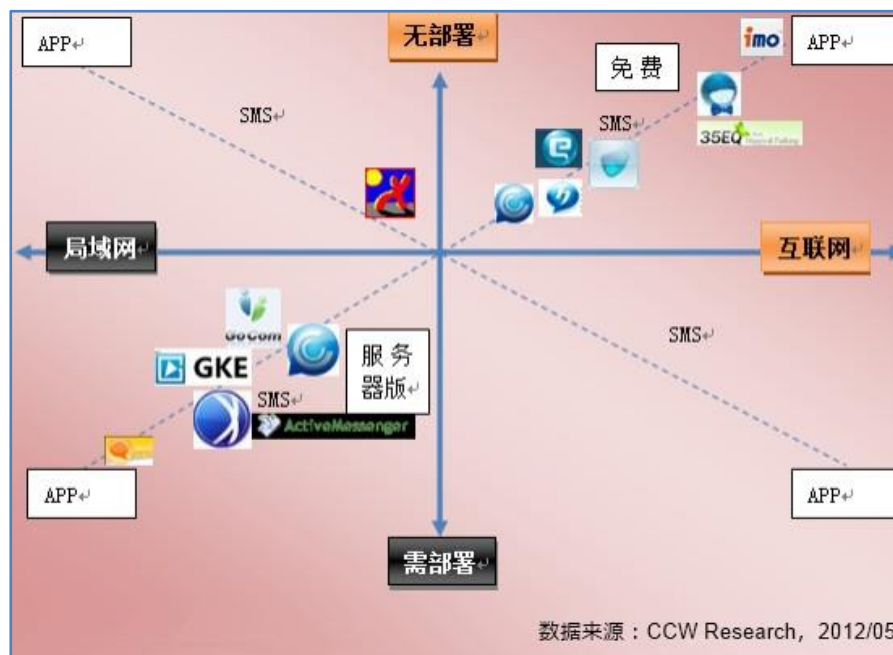 APP
无部署
imo
APP
免 费
SMS
SMS
35EQ
局域网
互联网
GoCom
SMS
服 务
器版
GKE
SMS
ActiveMessenger
APP
APP
需部署
数据来源：CCW Research，2012/05